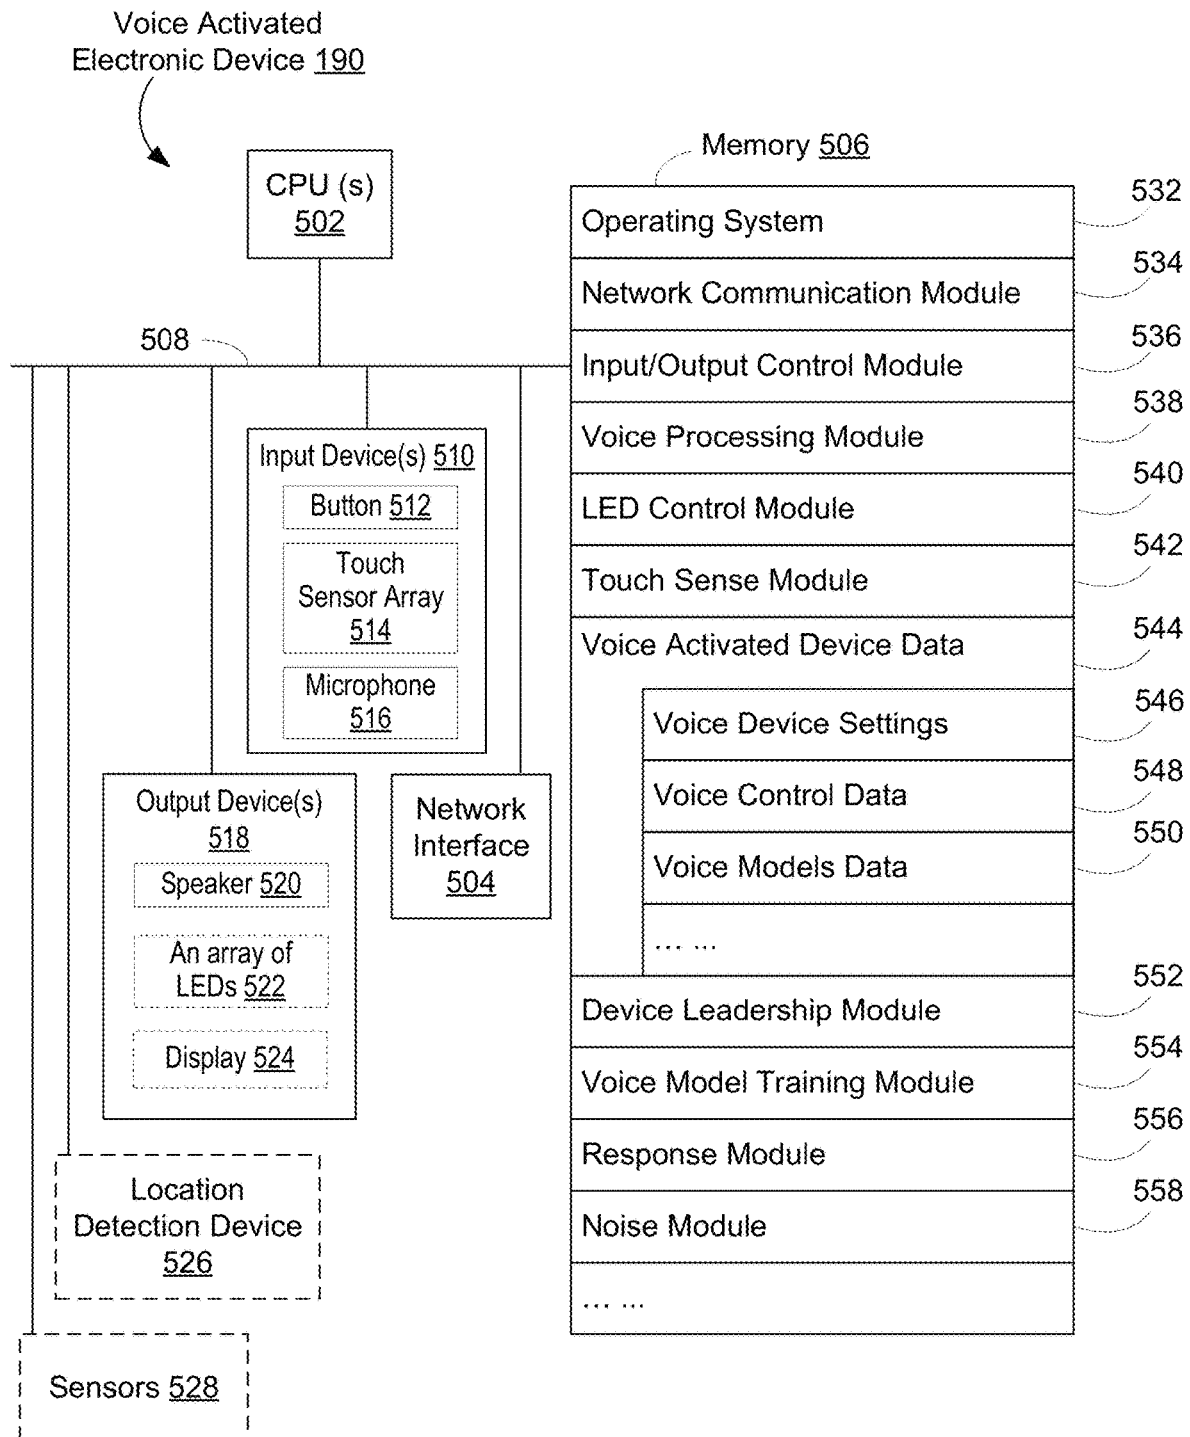 Voice Activated
Electronic Device 190
Memory 506
CPU (s)
502
508
Input Device(s) 510
Button 512
Touch
Sensor Array
514
Microphone
516
Output Device(s)
518
Speaker 520
An array of
LEDs 522
Display 524
Network
Interface
504
Location
Detection Device
526
Sensors 528
Operating System
532
Network Communication Module
534
Input/Output Control Module
536
Voice Processing Module
538
LED Control Module
540
Touch Sense Module
542
Voice Activated Device Data
544
Voice Device Settings
546
Voice Control Data
548
Voice Models Data
550
... ...
Device Leadership Module
552
Voice Model Training Module
554
Response Module
556
Noise Module
558
... ...